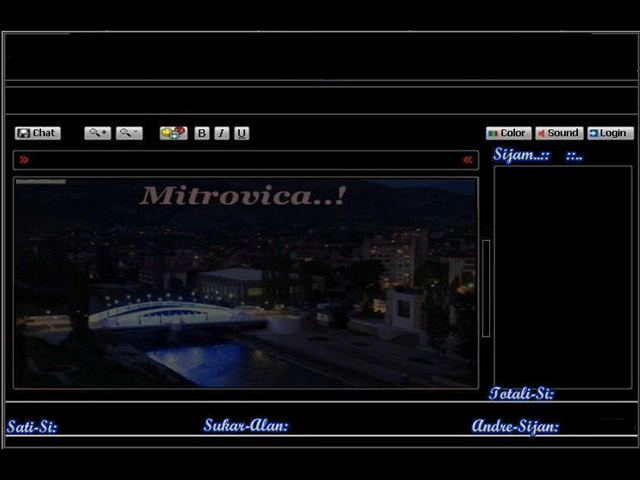 Chat + - B I U Color Sound Login
» «
Sijam..:: ::..
Mitrovica..!
Totali-Si:
Sati-Si: Sukar-Alan: Andre-Sijan: